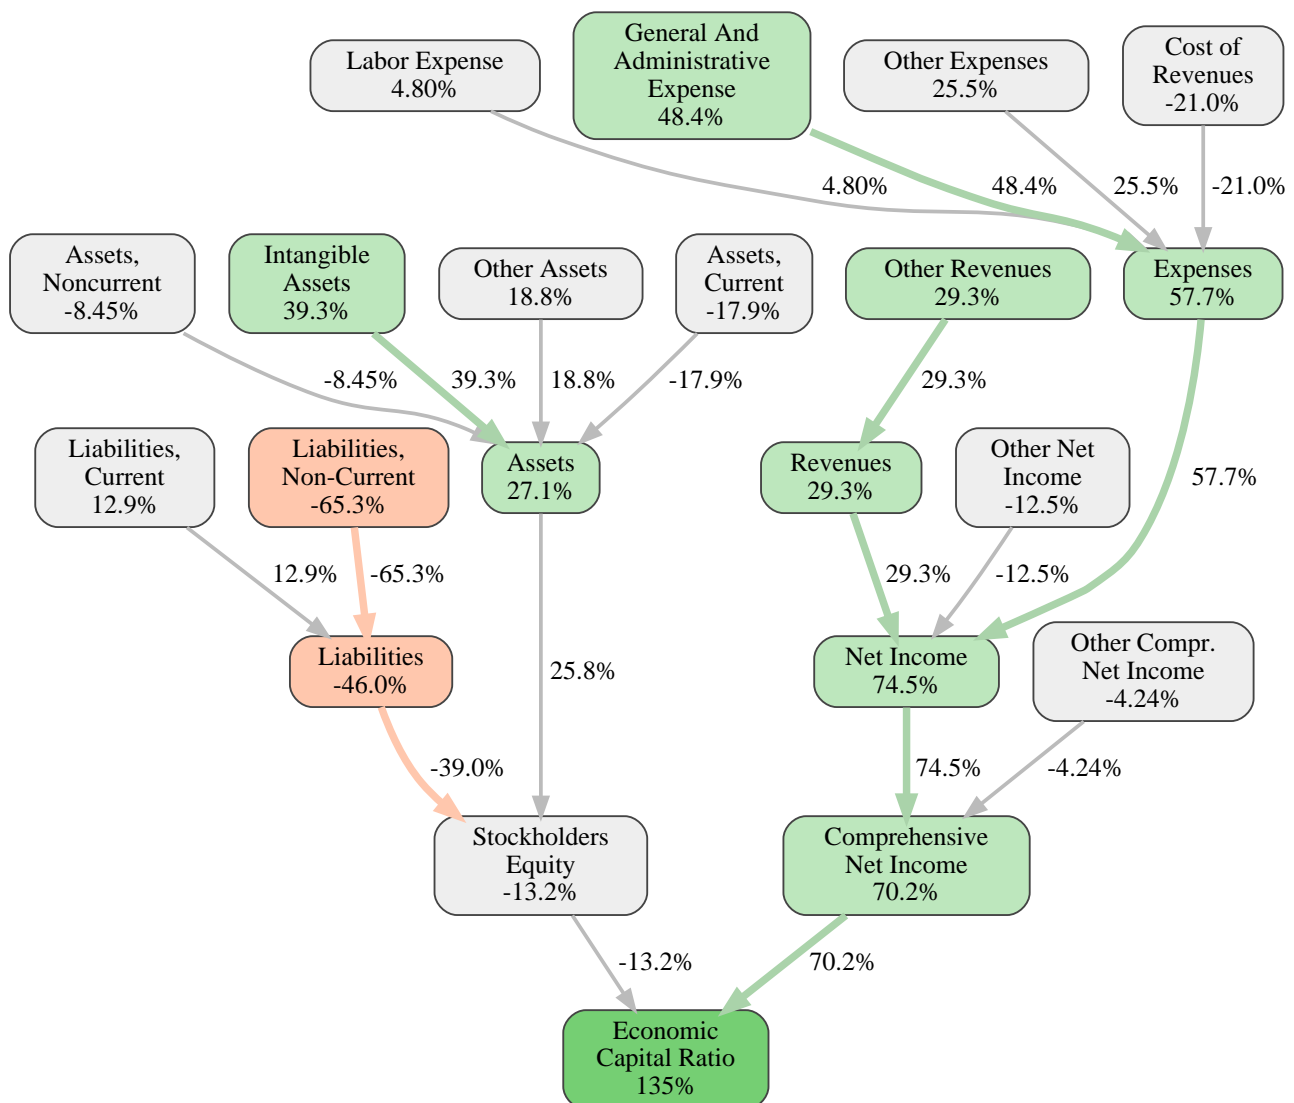 Labor Expense
4.80%
General And
Administrative
Expense
48.4%
Other Expenses
25.5%
Cost of
Revenues
-21.0%
4.80%
48.4%
25.5%
-21.0%
Assets,
Noncurrent
-8.45%
Intangible
Assets
39.3%
Other Assets
18.8%
Assets,
Current
-17.9%
Other Revenues
29.3%
Expenses
57.7%
-8.45%
39.3%
18.8%
-17.9%
29.3%
Liabilities,
Current
12.9%
Liabilities,
Non-Current
-65.3%
Assets
27.1%
Revenues
29.3%
Other Net
Income
-12.5%
57.7%
12.9%
-65.3%
29.3%
-12.5%
Liabilities
-46.0%
25.8%
Net Income
74.5%
Other Compr.
Net Income
-4.24%
-39.0%
74.5%
-4.24%
Stockholders
Equity
-13.2%
Comprehensive
Net Income
70.2%
-13.2%
70.2%
Economic
Capital Ratio
135%